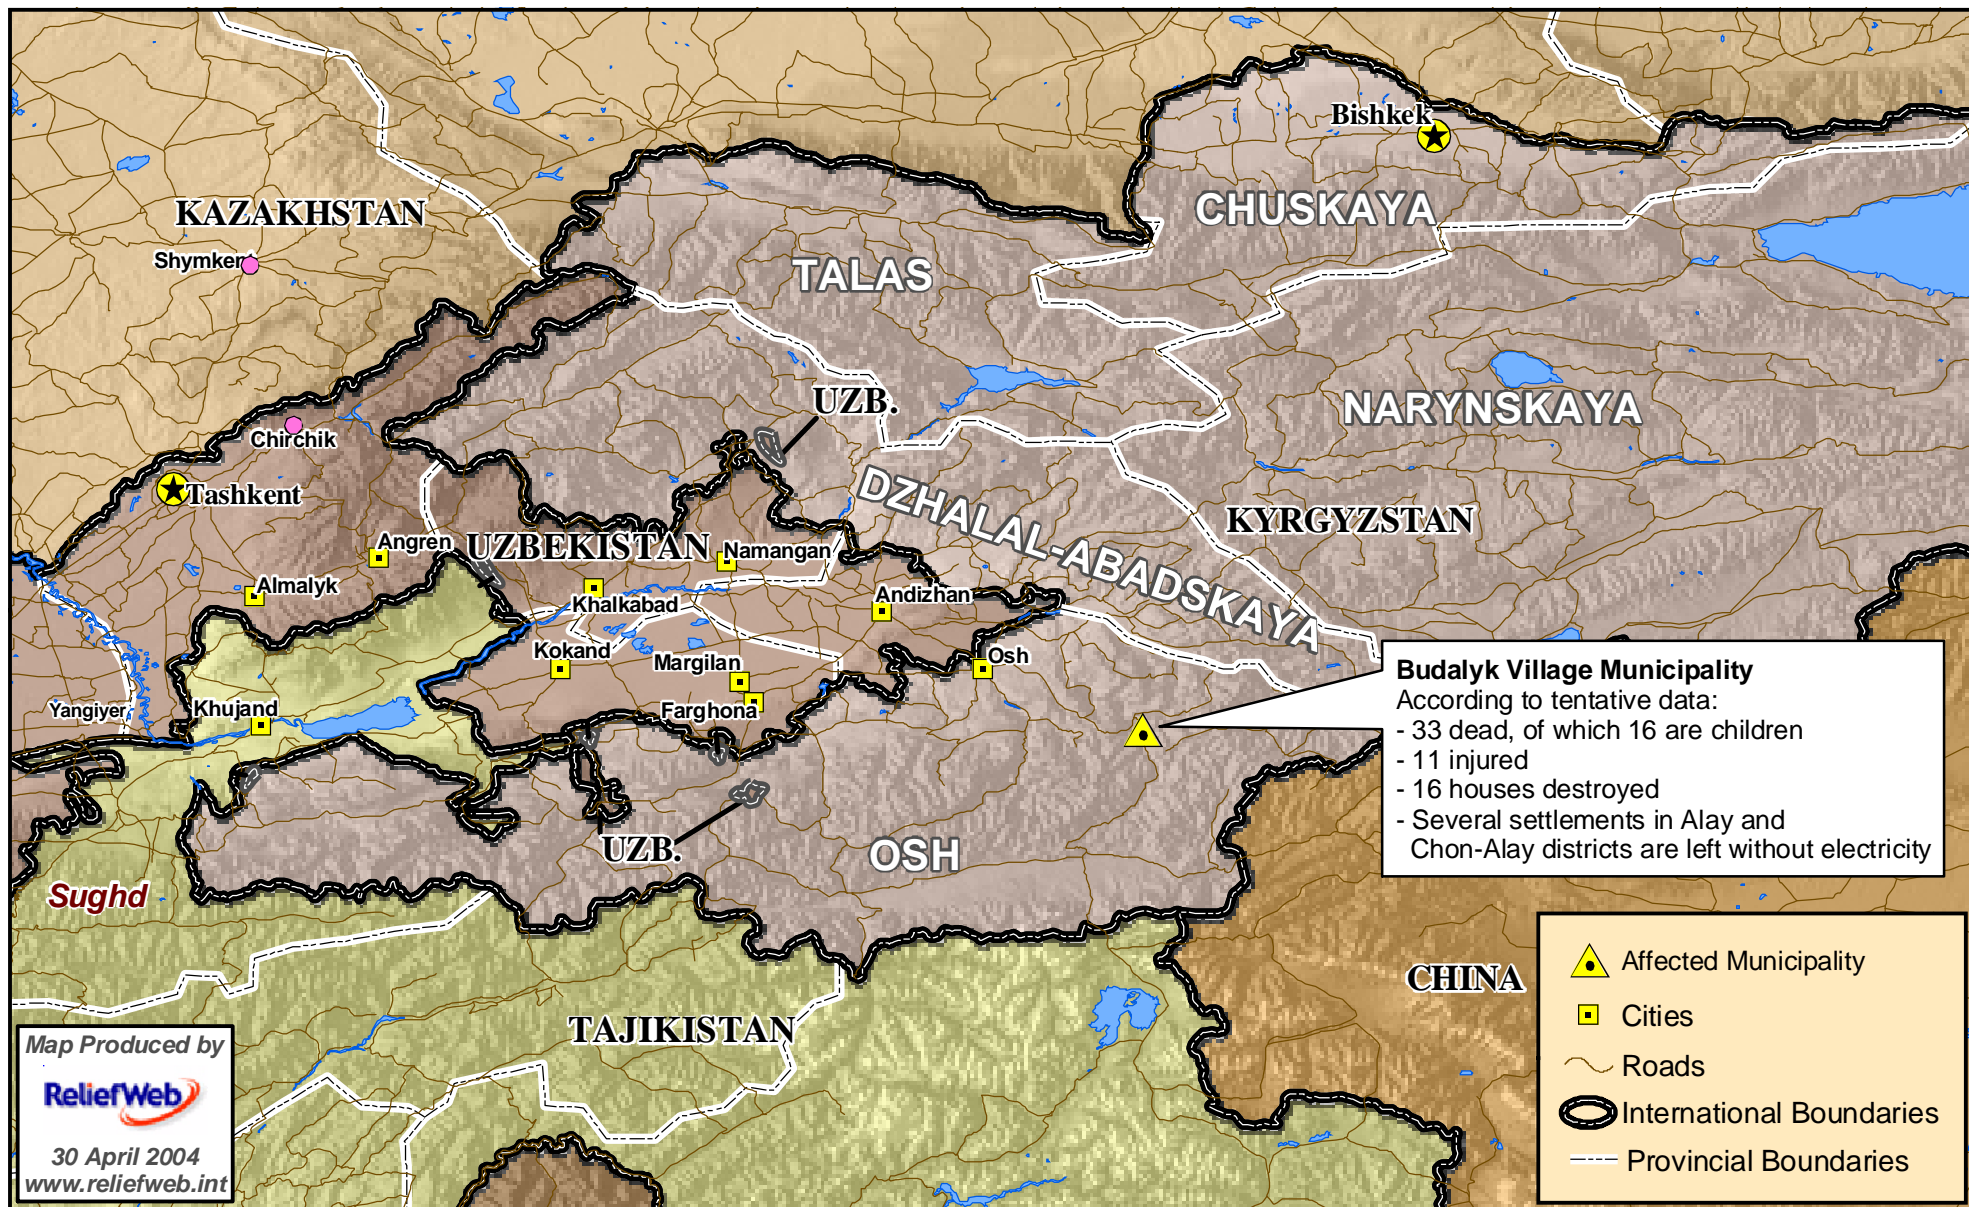 Bishkek
CHUSKAYA
KAZAKHSTAN
Shymkent
TALAS
UZB.
NARYNSKAYA
Chirchik
Tashkent
DZHALAL-ABADSKAYA
KYRGYZSTAN
Angren
UZBEKISTAN
Namangan
Almalyk
Khalkabad
Andizhan
Kokand
Margilan
Osh
Yangiyer
Khujand
Farghona
Budalyk Village Municipality
According to tentative data:
- 33 dead, of which 16 are children
- 11 injured
- 16 houses destroyed
- Several settlements in Alay and
Chon-Alay districts are left without electricity
UZB.
OSH
Sughd
CHINA
TAJIKISTAN
Affected Municipality
Cities
Roads
International Boundaries
Provincial Boundaries
Map Produced by
ReliefWeb
30 April 2004
www.reliefweb.int